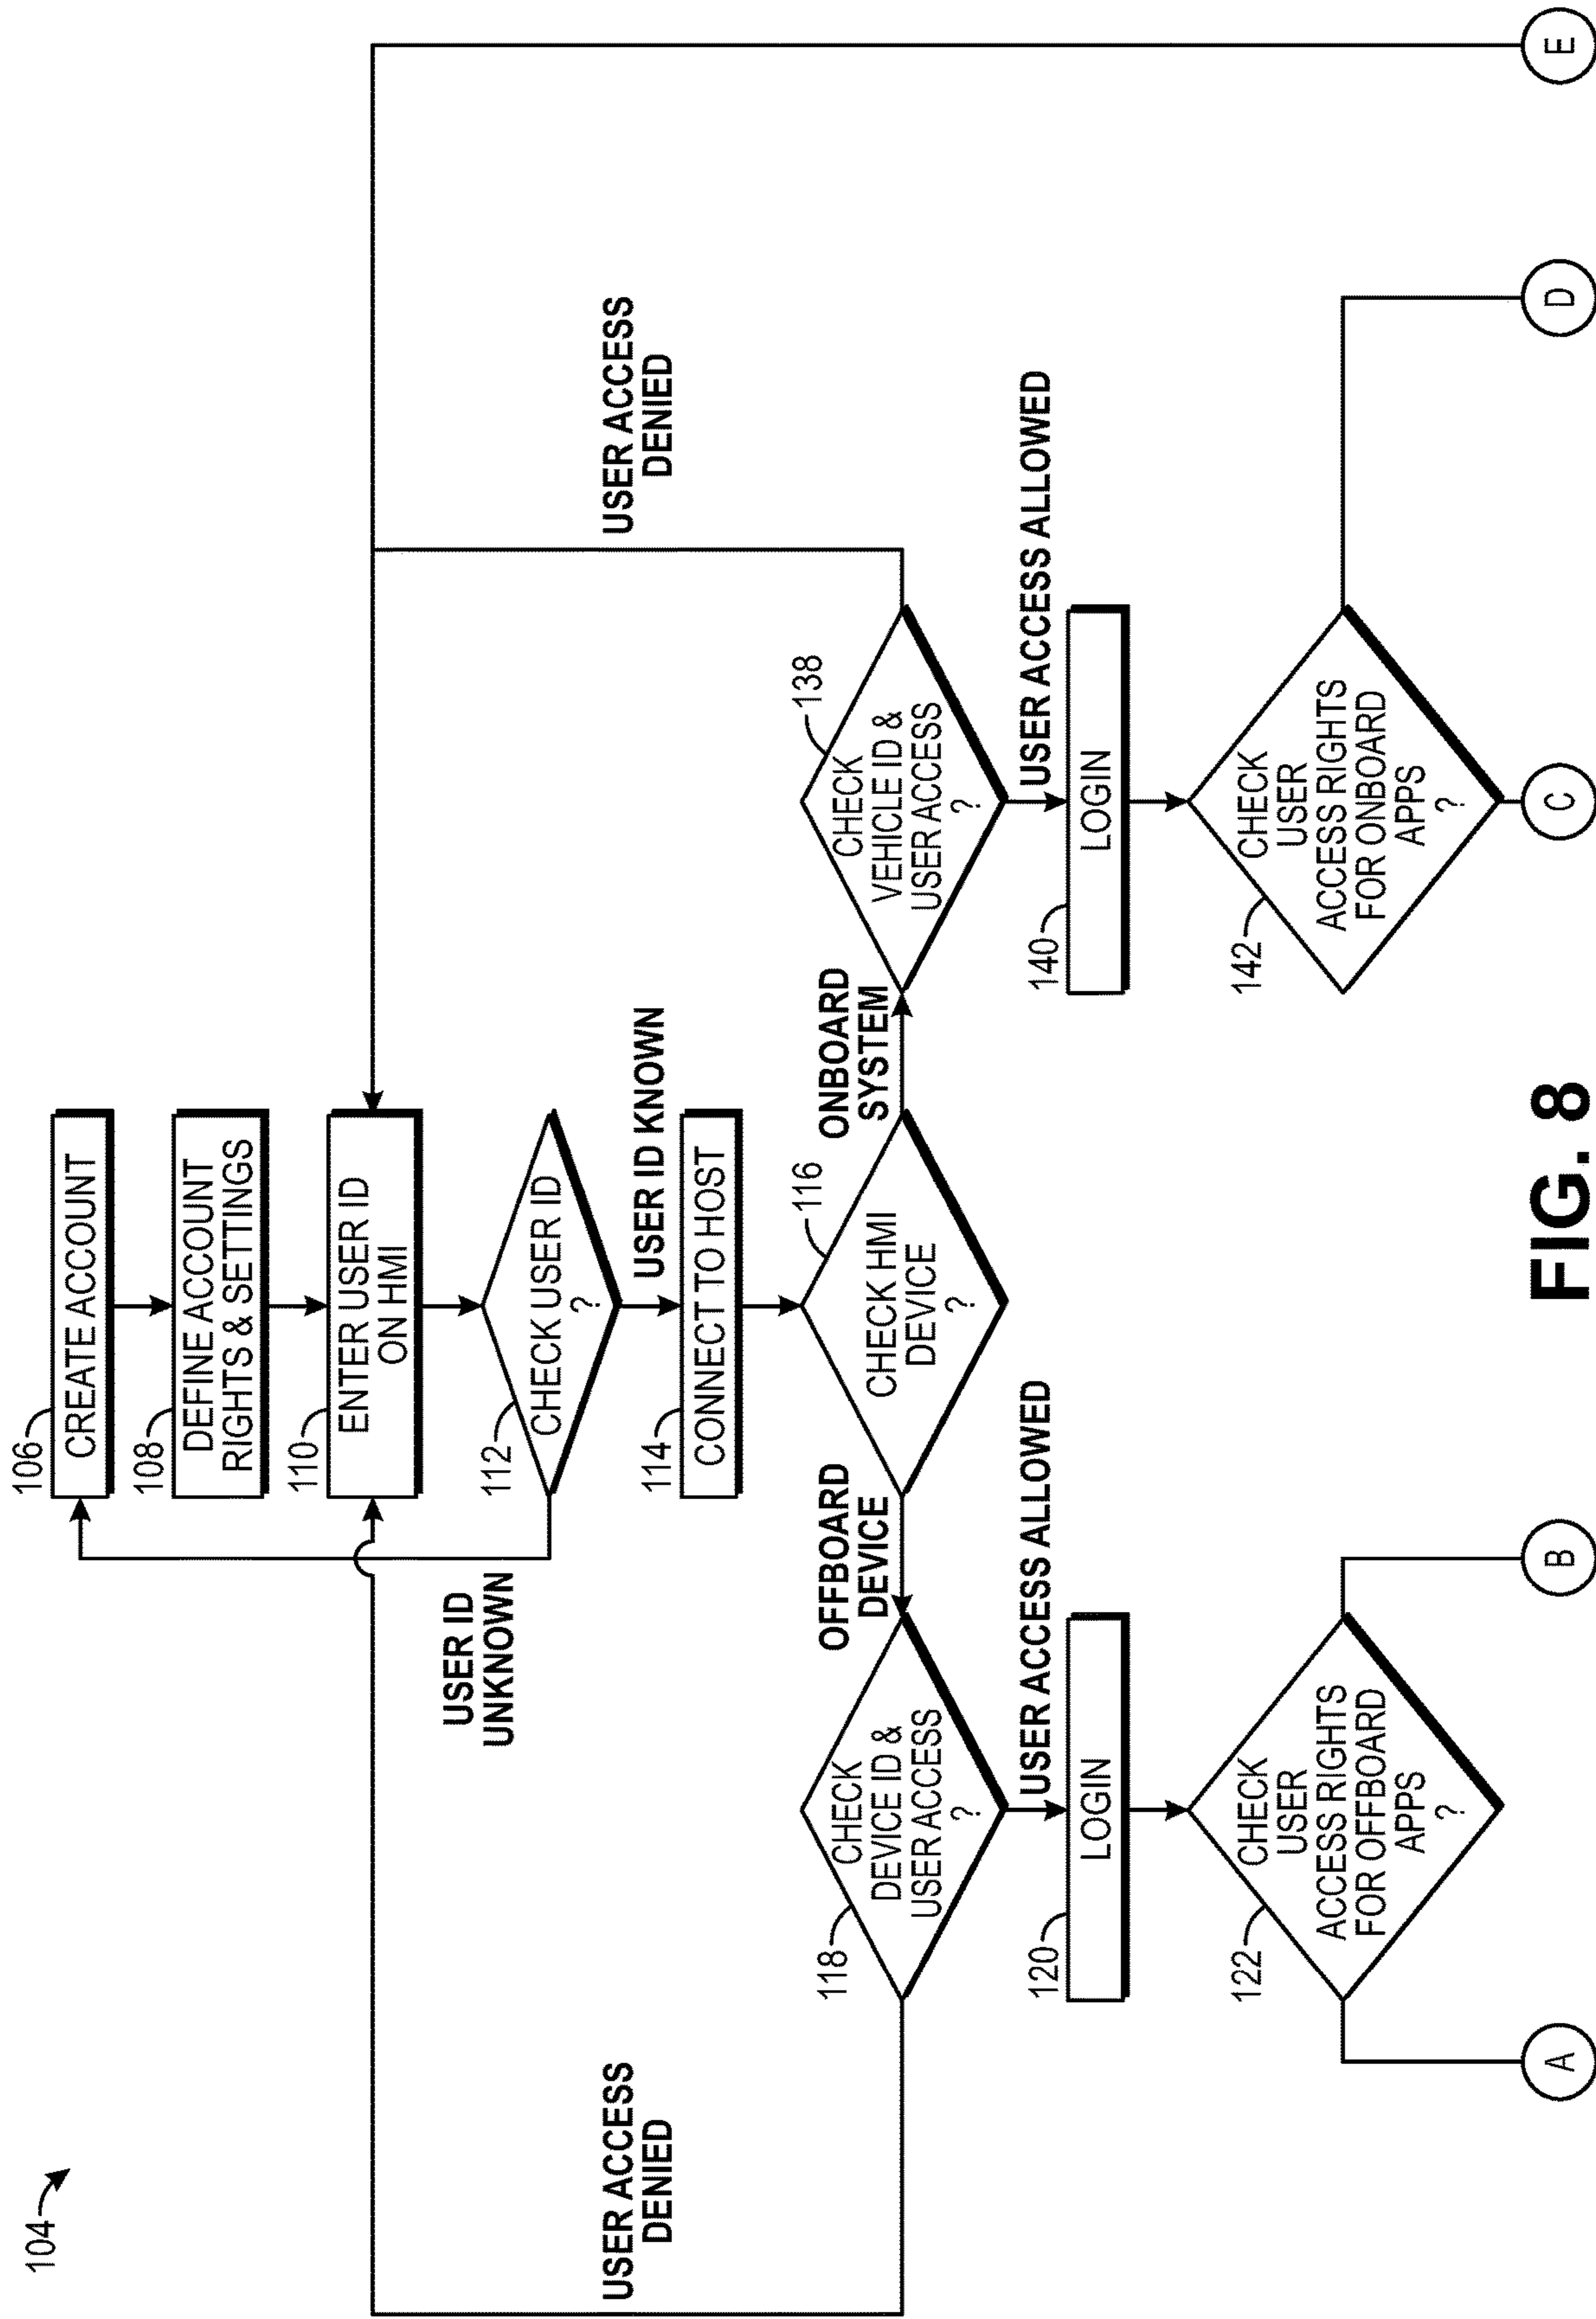 104
106
CREATE ACCOUNT
108
DEFINE ACCOUNT
RIGHTS & SETTINGS
110
ENTER USER ID
ON HMI
112
CHECK USER ID
?
USER ID
UNKNOWN
USER ID KNOWN
114
CONNECT TO HOST
116
CHECK HMI
DEVICE
?
OFFBOARD
DEVICE
ONBOARD
SYSTEM
USER ACCESS
DENIED
118
CHECK
DEVICE ID &
USER ACCESS
?
USER ACCESS ALLOWED
120
LOGIN
122
CHECK
USER
ACCESS RIGHTS
FOR OFFBOARD
APPS
?
USER ACCESS
DENIED
138
CHECK
VEHICLE ID &
USER ACCESS
?
USER ACCESS ALLOWED
140
LOGIN
142
CHECK
USER
ACCESS RIGHTS
FOR ONBOARD
APPS
?
A
B
C
D
E
FIG. 8